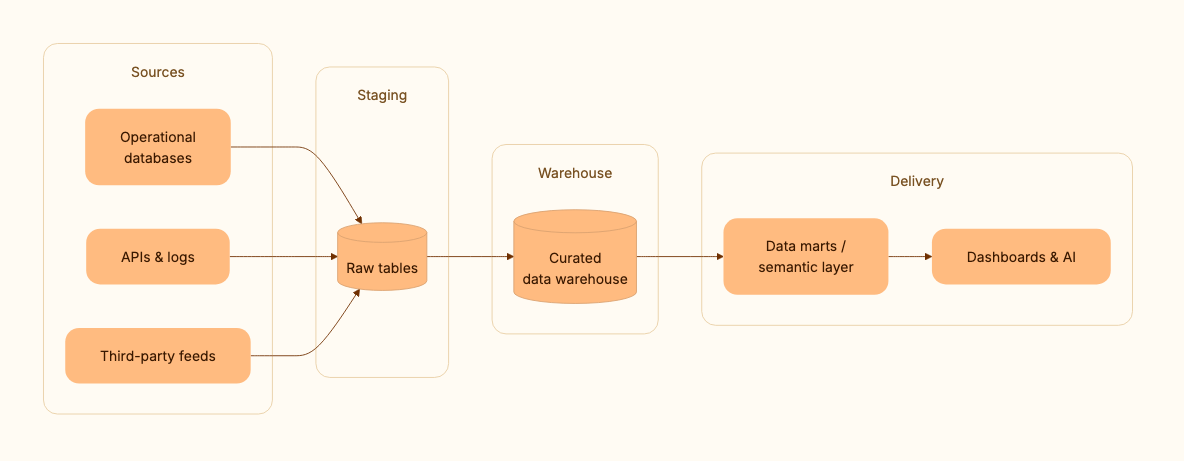 Sources
Operational
databases
APIs & logs
Third-party feeds
Staging
Raw tables
Warehouse
Curated
data warehouse
Delivery
Data marts /
semantic layer
Dashboards & AI